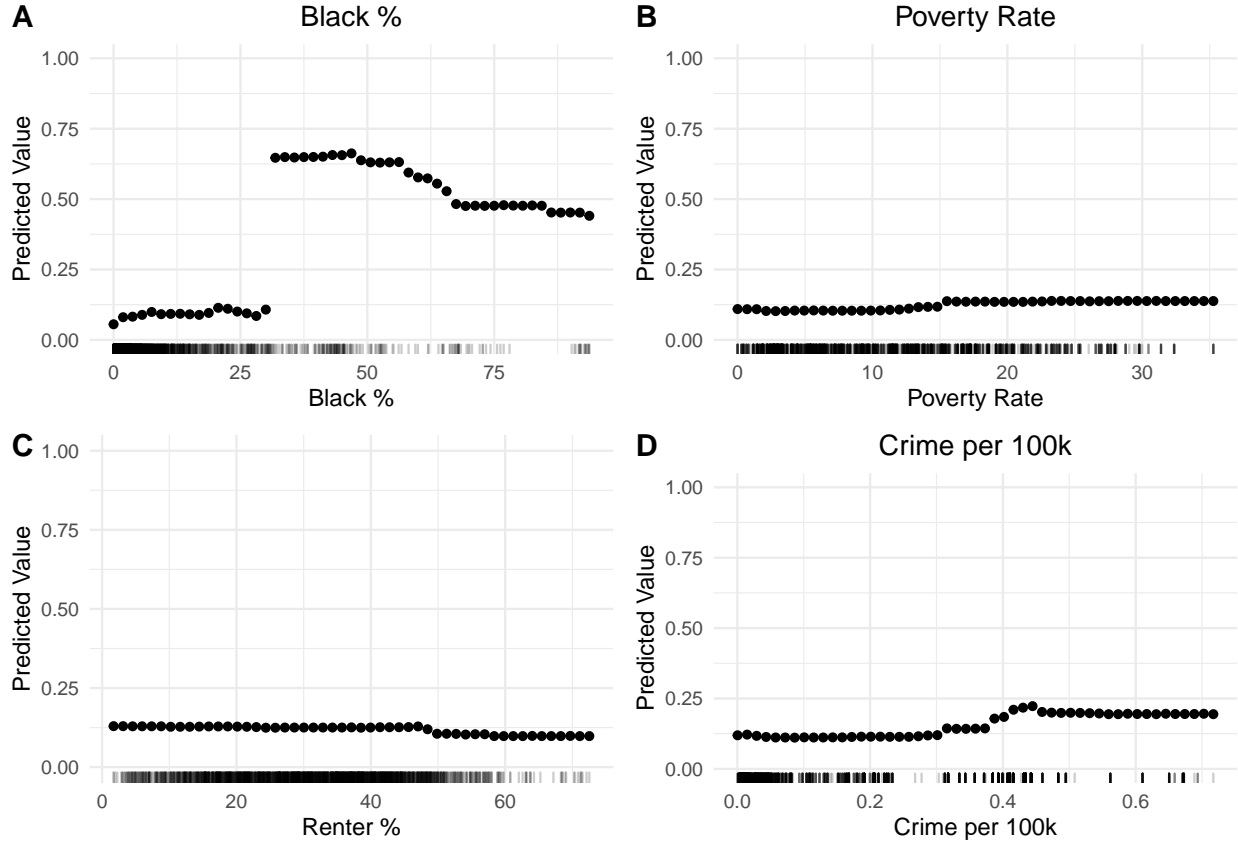 A
Black %
1.00
0.75
0.50
0.25
0.00
Predicted Value
0 25 50 75
Black %
B
Poverty Rate
1.00
0.75
0.50
0.25
0.00
Predicted Value
0 10 20 30
Poverty Rate
C
1.00
0.75
0.50
0.25
0.00
Predicted Value
0 20 40 60
Renter %
D
Crime per 100k
1.00
0.75
0.50
0.25
0.00
Predicted Value
0.0 0.2 0.4 0.6
Crime per 100k